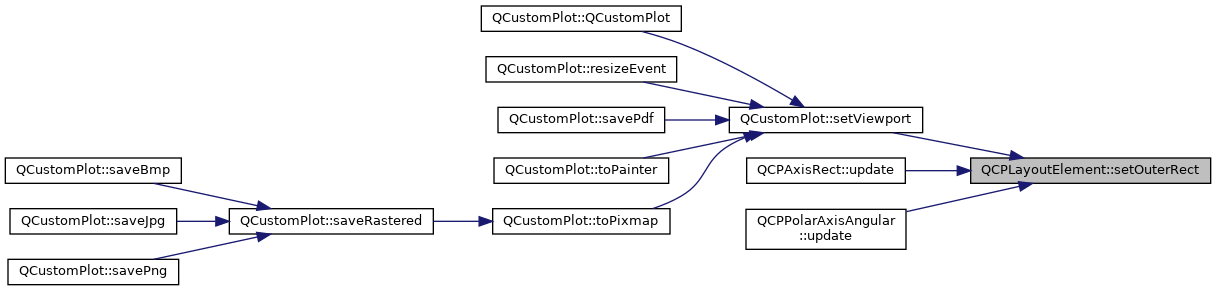 QCustomPlot::QCustomPlot
QCustomPlot::resizeEvent
QCustomPlot::savePdf
QCustomPlot::setViewport
QCustomPlot::saveBmp
QCustomPlot::toPainter
QCPAxisRect::update
QCPLayoutElement::setOuterRect
QCustomPlot::saveJpg
QCustomPlot::saveRastered
QCustomPlot::toPixmap
QCPPolarAxisAngular
::update
QCustomPlot::savePng